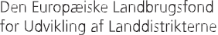 Den Europæiske Landbrugsfond
for Udvikling af Landdistrikterne